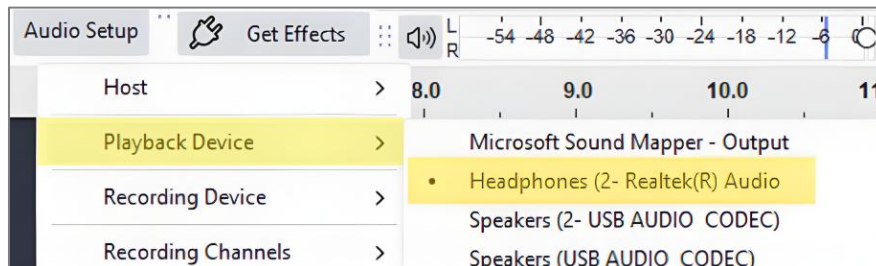 Audio Setup Get Effects L R -54 -48 -42 -36 -30 -24 -18 -12 -6 0
Host 8.0 9.0 10.0 11
Playback Device Microsoft Sound Mapper - Output
Headphones (2- Realtek(R) Audio
Recording Device Speakers (2- USB AUDIO CODEC)
Recording Channels Speakers (USB AUDIO CODEC)